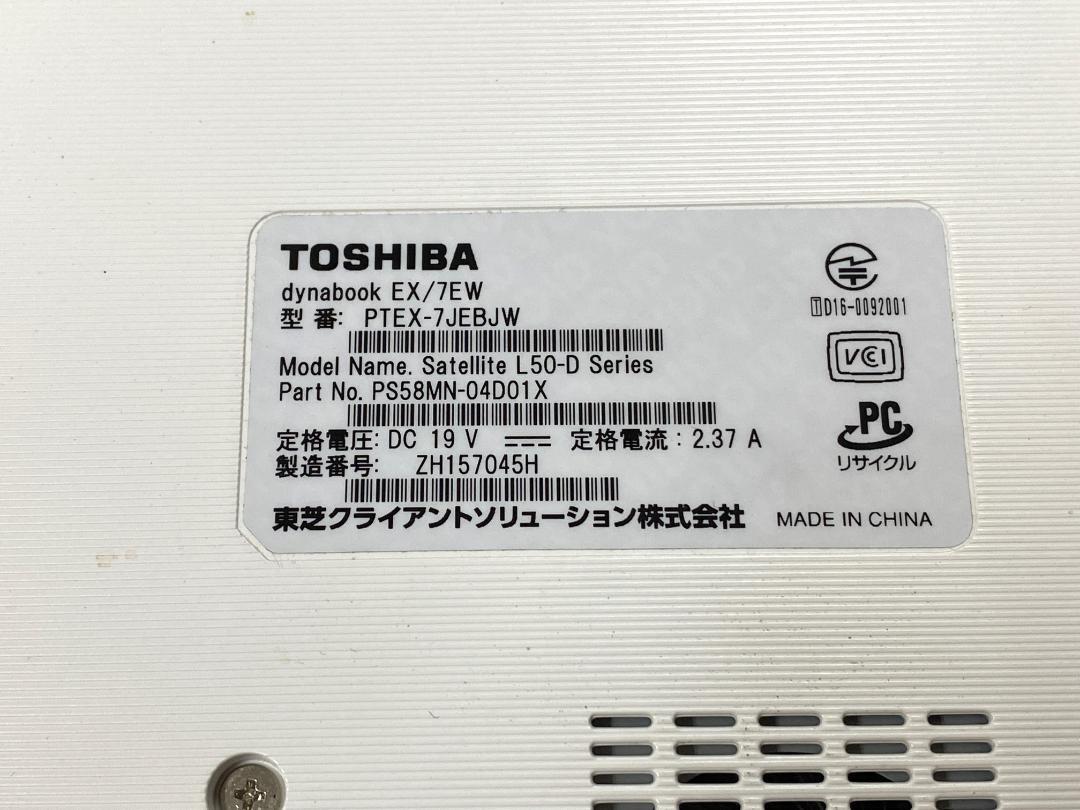 TOSHIBA
dynabook EX/7EW
型 番: PTEX-7JEBJW
Model Name. Satellite L50-D Series
Part No. PS58MN-04D01X
定格電圧: DC 19 V 定格電流: 2.37 A
製造番号: ZH157045H
東芝クライアントソリューション株式会社
MADE IN CHINA
T D16-0092001
VCI
PC
リサイクル